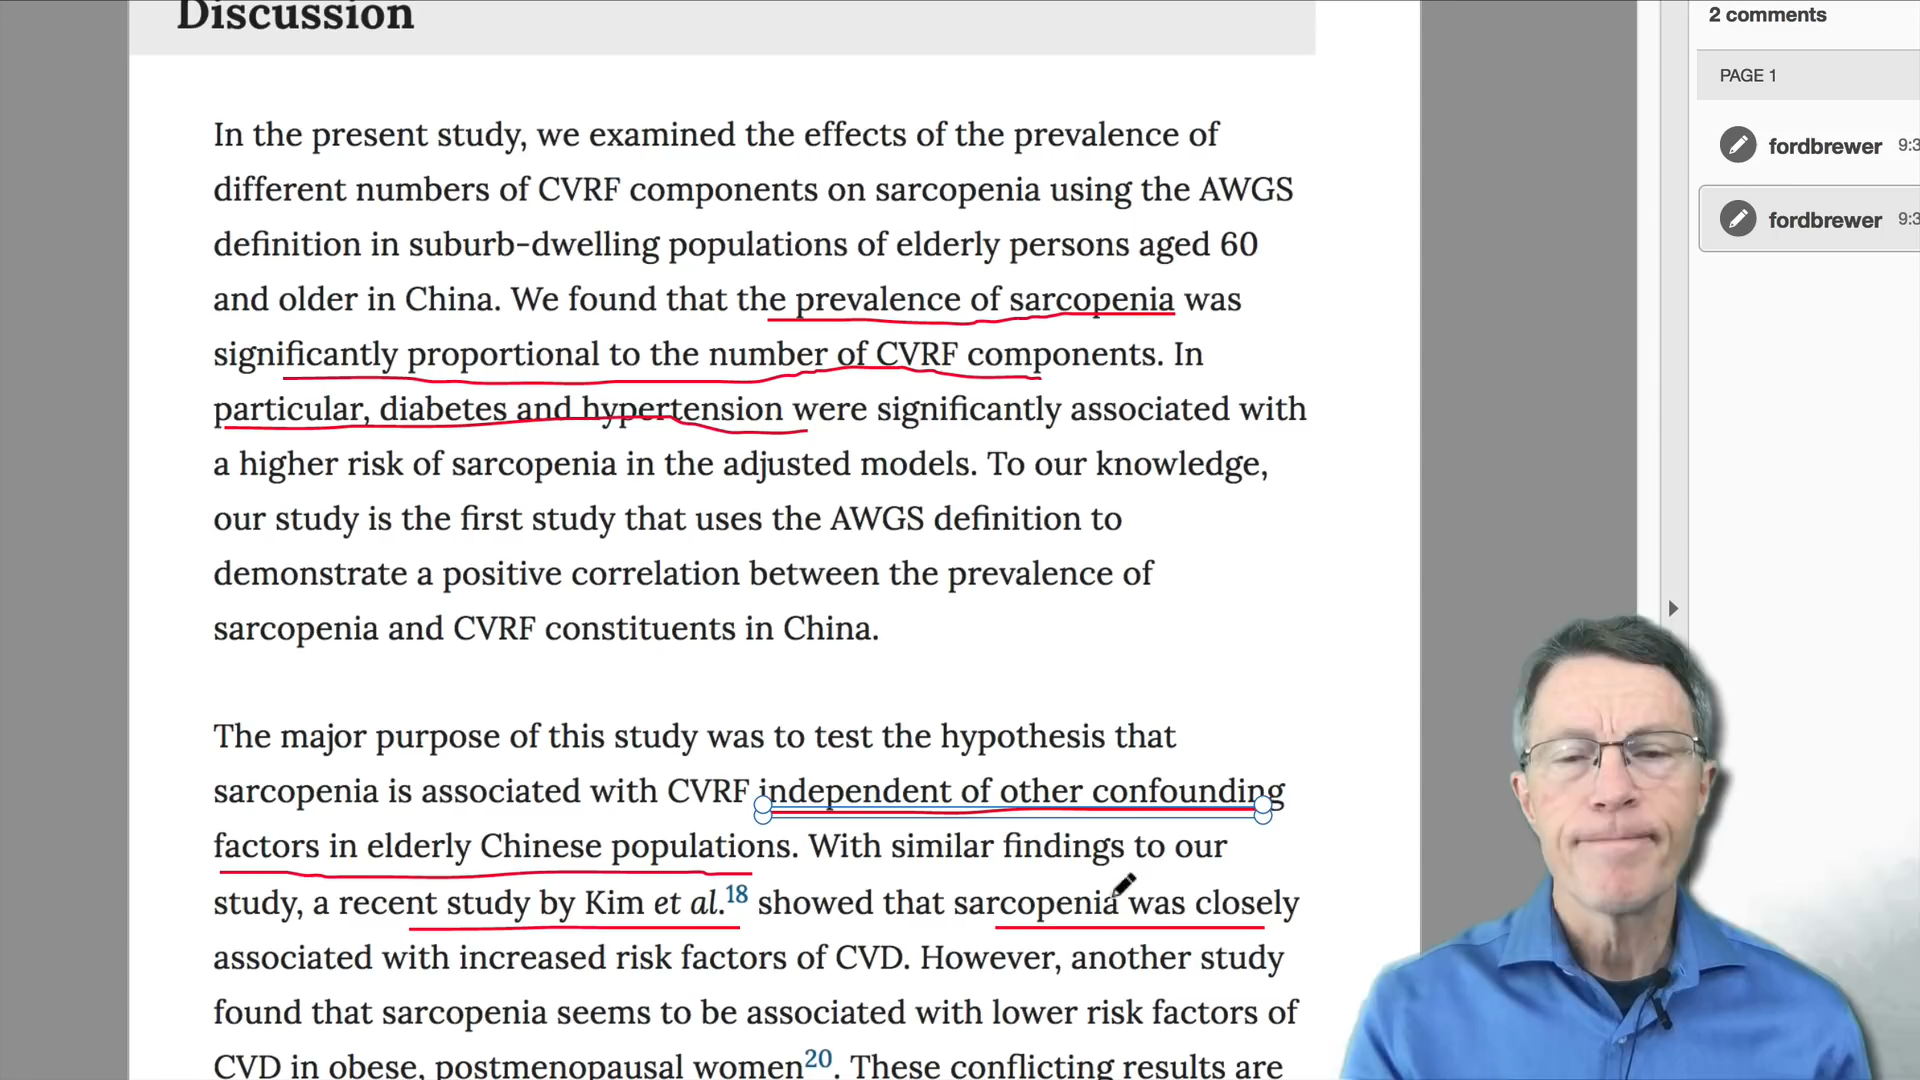 Discussion
In the present study, we examined the effects of the prevalence of
different numbers of CVRF components on sarcopenia using the AWGS
definition in suburb-dwelling populations of elderly persons aged 60
and older in China. We found that the prevalence of sarcopenia was
significantly proportional to the number of CVRF components. In
particular, diabetes and hypertension were significantly associated with
a higher risk of sarcopenia in the adjusted models. To our knowledge,
our study is the first study that uses the AWGS definition to
demonstrate a positive correlation between the prevalence of
sarcopenia and CVRF constituents in China.
The major purpose of this study was to test the hypothesis that
sarcopenia is associated with CVRF independent of other confounding
factors in elderly Chinese populations. With similar findings to our
study, a recent study by Kim et al.18 showed that sarcopenia was closely
associated with increased risk factors of CVD. However, another study
found that sarcopenia seems to be associated with lower risk factors of
CVD in obese, postmenopausal women20. These conflicting results are
2 comments
PAGE 1
fordbrewer 9:3
fordbrewer 9:3